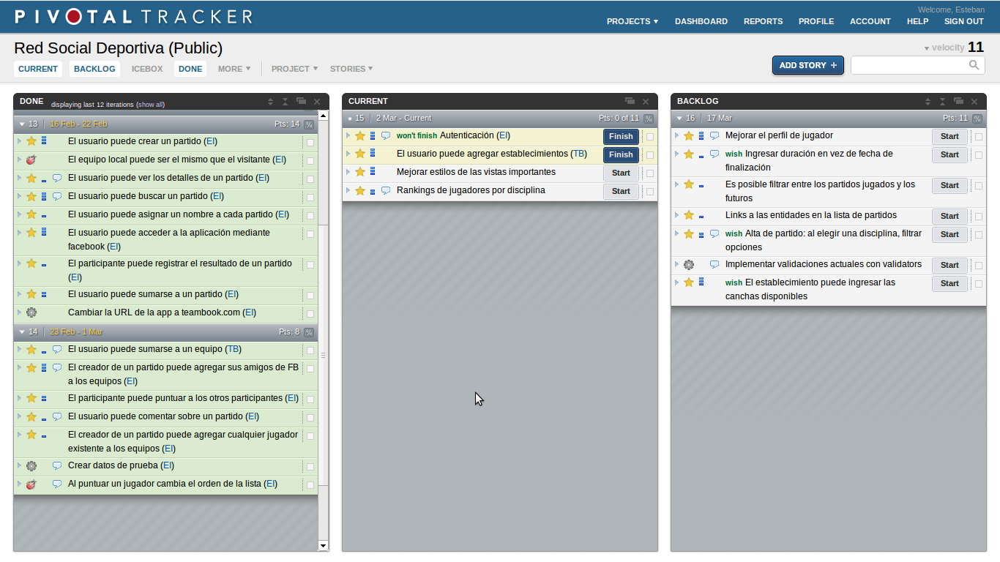 PIVOTAL TRACKER
Welcome, Esteban
PROJECTS DASHBOARD REPORTS PROFILE ACCOUNT HELP SIGN OUT
Red Social Deportiva (Public)
velocity 11
CURRENT BACKLOG ICEBOX DONE MORE PROJECT STORIES
ADD STORY +
DONE displaying last 12 iterations (show all)
13 16 Feb - 22 Feb Pts: 14 %
El usuario puede crear un partido (EI)
El equipo local puede ser el mismo que el visitante (EI)
El usuario puede ver los detalles de un partido (EI)
El usuario puede buscar un partido (EI)
El usuario puede asignar un nombre a cada partido (EI)
El usuario puede acceder a la aplicación mediante
facebook (EI)
El participante puede registrar el resultado de un partido
(EI)
El usuario puede sumarse a un partido (EI)
Cambiar la URL de la app a teambook.com (EI)
14 23 Feb - 1 Mar Pts: 8 %
El usuario puede sumarse a un equipo (TB)
El creador de un partido puede agregar sus amigos de FB
a los equipos (EI)
El participante puede puntuar a los otros participantes (EI)
El usuario puede comentar sobre un partido (EI)
El creador de un partido puede agregar cualquier jugador
existente a los equipos (EI)
Crear datos de prueba (EI)
Al puntuar un jugador cambia el orden de la lista (EI)
CURRENT
15 2 Mar - Current Pts: 0 of 11 %
won't finish Autenticación (EI) Finish
El usuario puede agregar establecimientos (TB) Finish
Mejorar estilos de las vistas importantes Start
Rankings de jugadores por disciplina Start
BACKLOG
16 17 Mar Pts: 11 %
Mejorar el perfil de jugador Start
wish Ingresar duración en vez de fecha de Start
finalización
Es posible filtrar entre los partidos jugados y los Start
futuros
Links a las entidades en la lista de partidos Start
wish Alta de partido: al elegir una disciplina, filtrar Start
opciones
Implementar validaciones actuales con validators Start
wish El establecimiento puede ingresar las Start
canchas disponibles